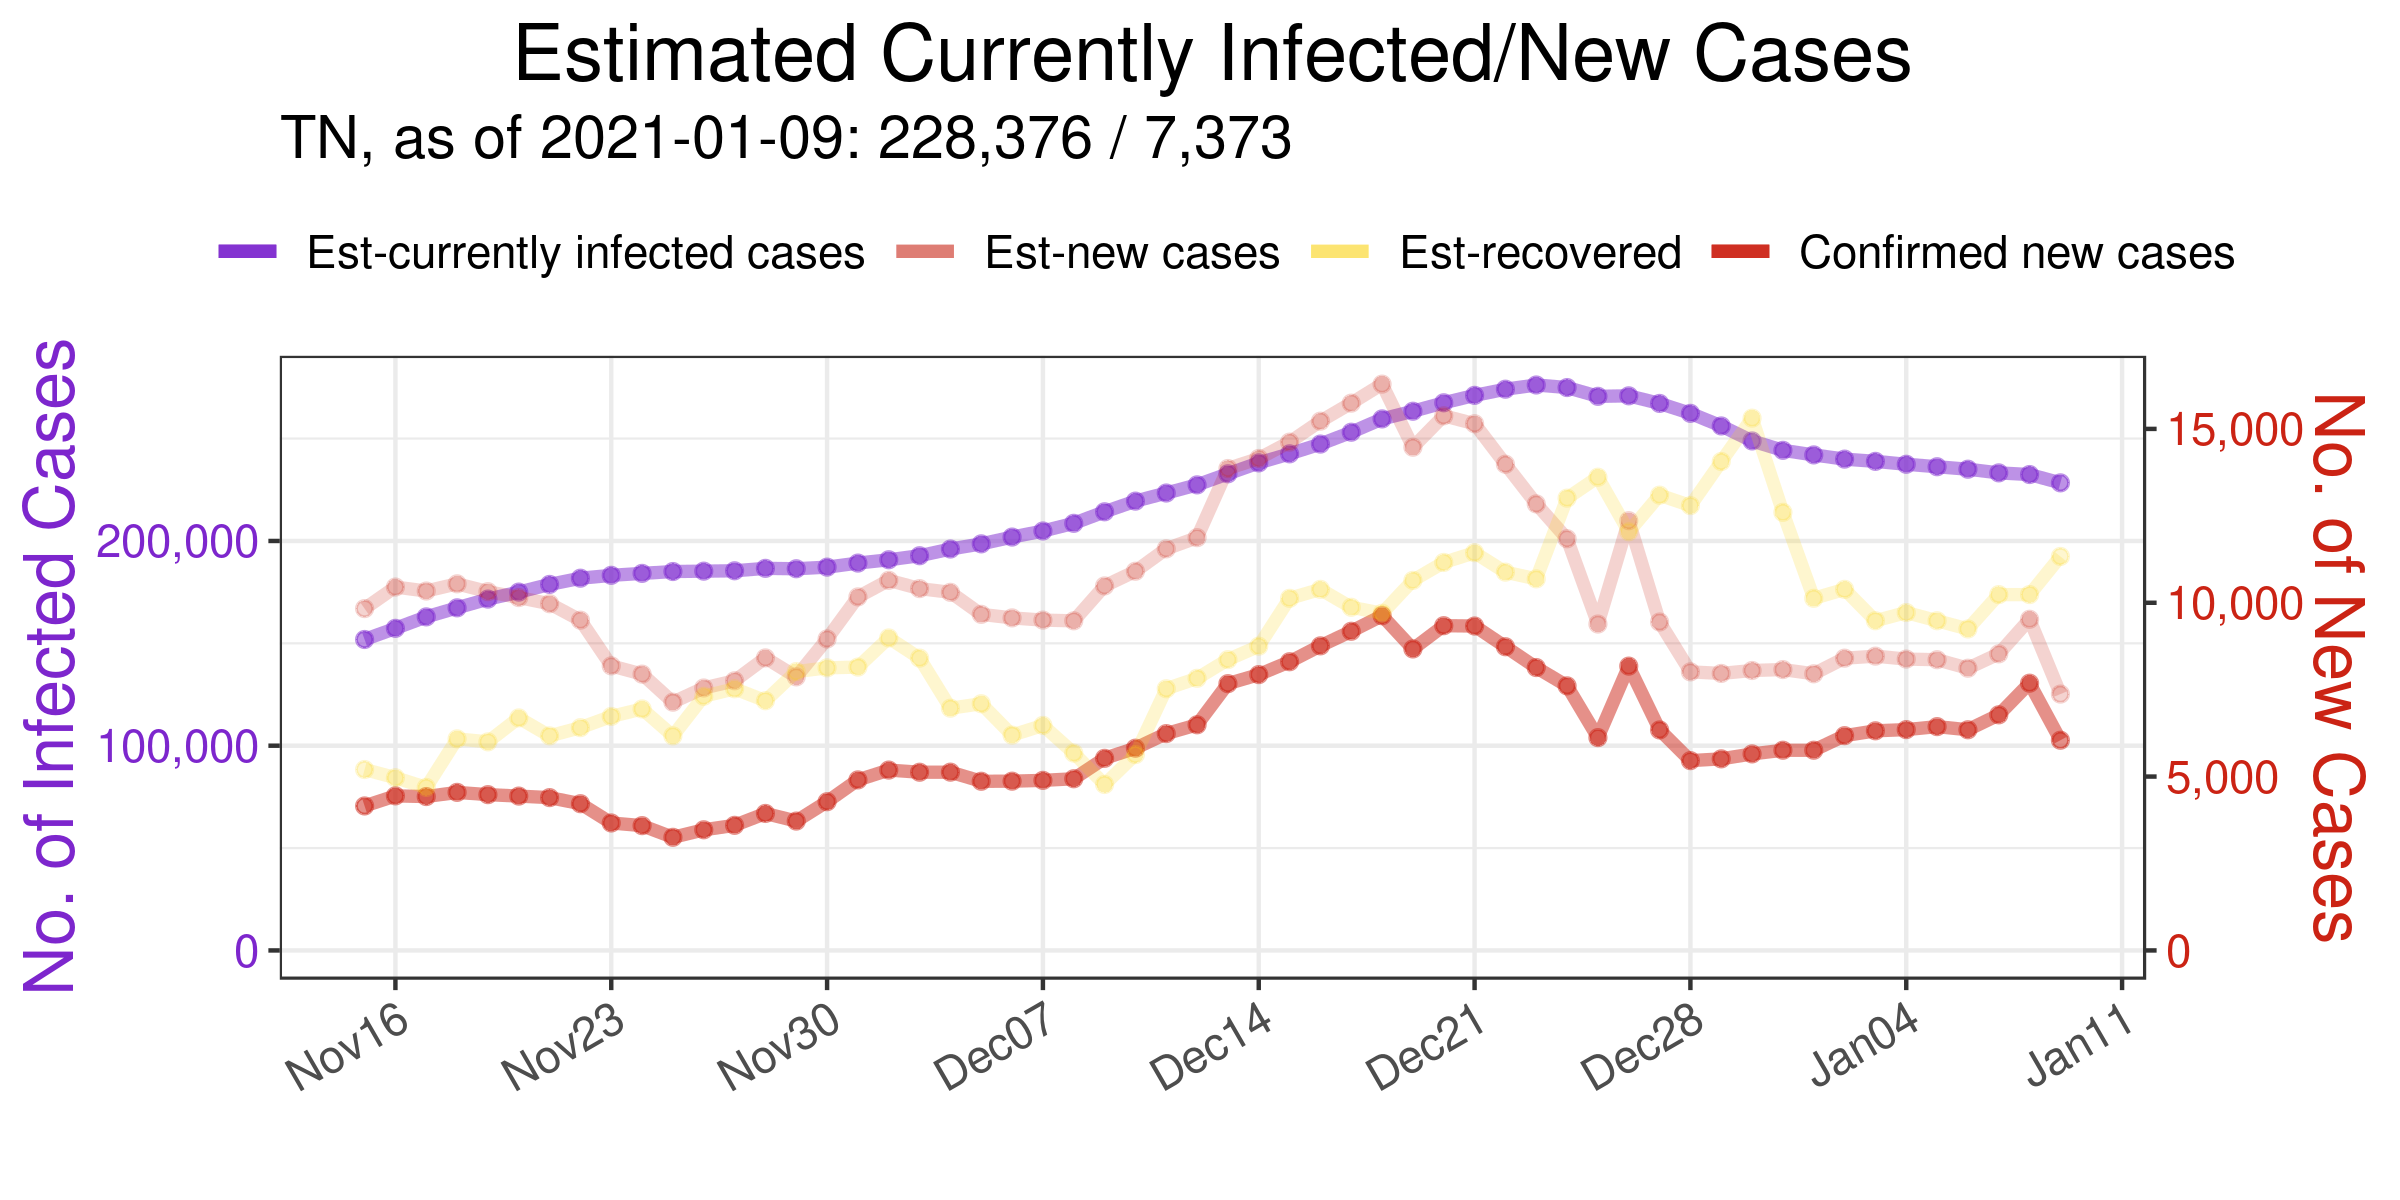 Estimated Currently Infected/New Cases
TN, as of 2021-01-09: 228,376 / 7,373
Est-currently infected cases Est-new cases Est-recovered Confirmed new cases
No. of Infected Cases
200,000
100,000
0
No. of New Cases
15,000
10,000
5,000
0
Nov16 Nov23 Nov30 Dec07 Dec14 Dec21 Dec28 Jan04 Jan11